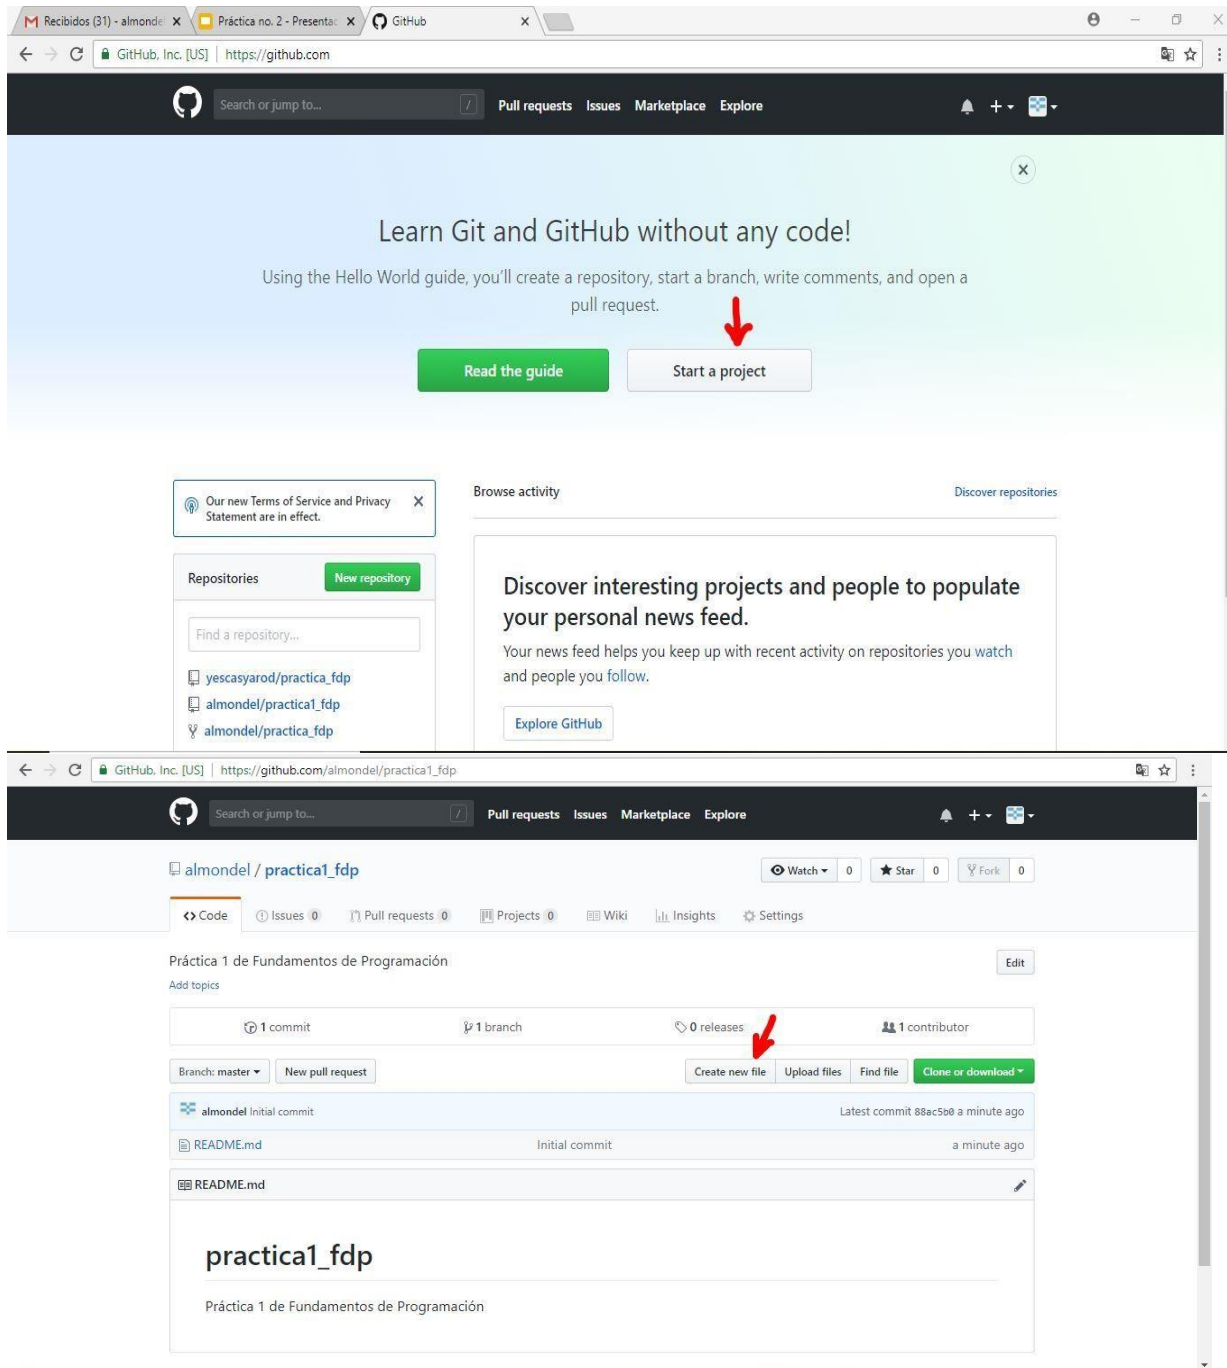 Recibidos (31) - almonde
Práctica no. 2 - Presentac
GitHub
GitHub, Inc. [US] | https://github.com
Search or jump to...
/
Pull requests Issues Marketplace Explore
Learn Git and GitHub without any code!
Using the Hello World guide, you'll create a repository, start a branch, write comments, and open a
pull request.
Read the guide
Start a project
Our new Terms of Service and Privacy
Statement are in effect.
Repositories
New repository
Find a repository...
yescasyarod/practica_fdp
almondel/practica1_fdp
almondel/practica_fdp
Browse activity
Discover repositories
Discover interesting projects and people to populate
your personal news feed.
Your news feed helps you keep up with recent activity on repositories you watch
and people you follow.
Explore GitHub
GitHub, Inc. [US] | https://github.com/almondel/practica1_fdp
Search or jump to...
/
Pull requests Issues Marketplace Explore
almondel / practica1_fdp
Watch 0 Star 0 Fork 0
Code Issues 0 Pull requests 0 Projects 0 Wiki Insights Settings
Práctica 1 de Fundamentos de Programación
Edit
Add topics
1 commit 1 branch 0 releases 1 contributor
Branch: master New pull request Create new file Upload files Find file Clone or download
almondel Initial commit Latest commit 88ac5b0 a minute ago
README.md Initial commit a minute ago
README.md
practica1_fdp
Práctica 1 de Fundamentos de Programación